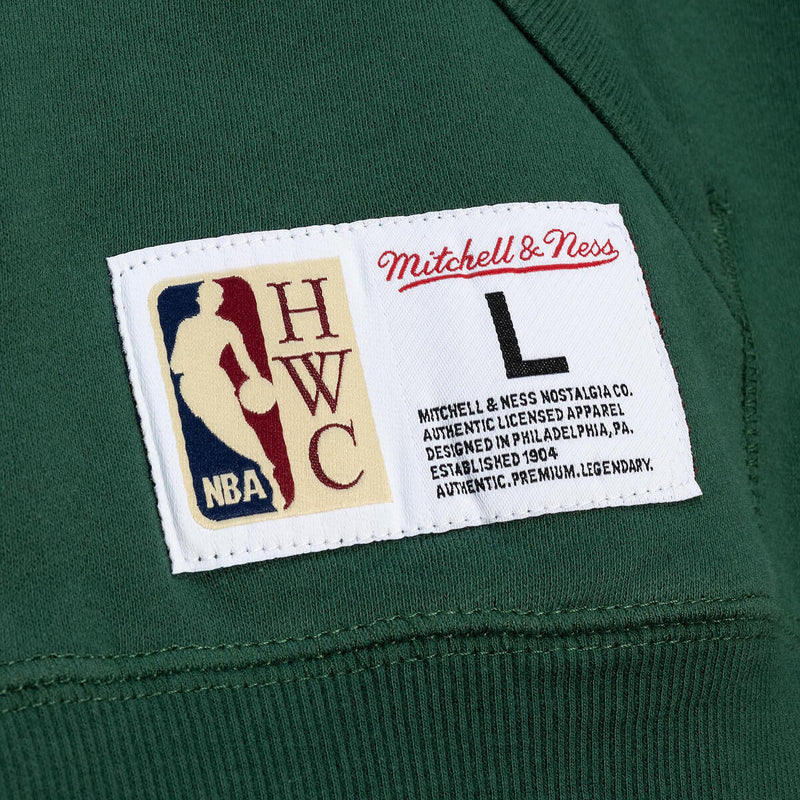 H
W
C
NBA
Mitchell & Ness
L
MITCHELL & NESS NOSTALGIA CO.
AUTHENTIC LICENSED APPAREL
DESIGNED IN PHILADELPHIA, PA.
ESTABLISHED 1904
AUTHENTIC. PREMIUM. LEGENDARY.